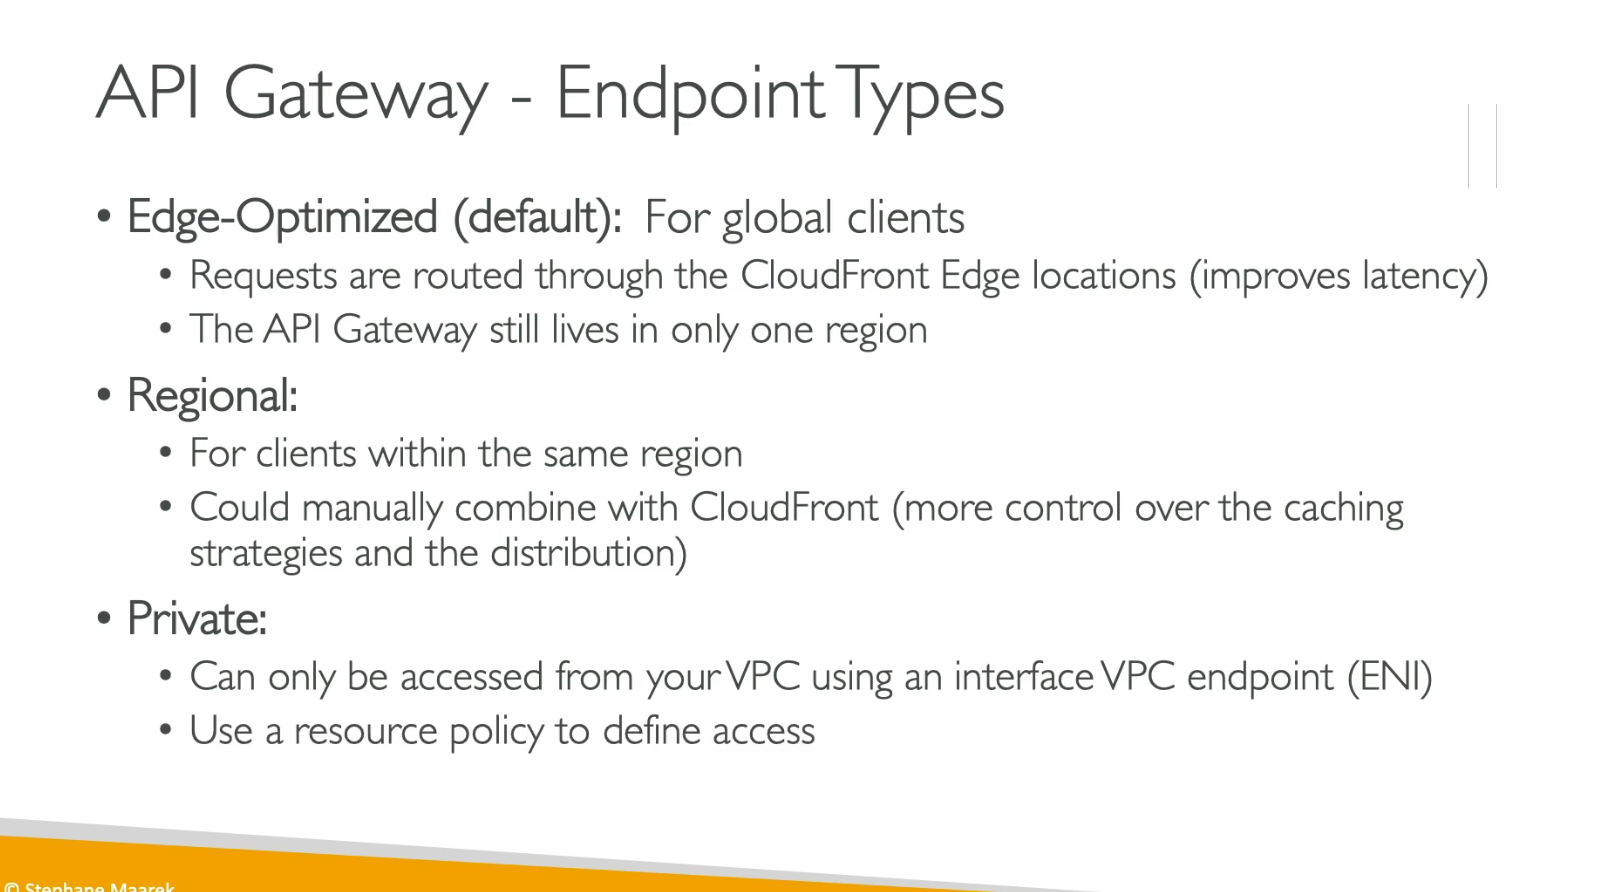 API Gateway - Endpoint Types
• Edge-Optimized (default): For global clients
• Requests are routed through the CloudFront Edge locations (improves latency)
• The API Gateway still lives in only one region
• Regional:
• For clients within the same region
• Could manually combine with CloudFront (more control over the caching
strategies and the distribution)
• Private:
• Can only be accessed from your VPC using an interface VPC endpoint (ENI)
• Use a resource policy to define access
© Stephane Maarek